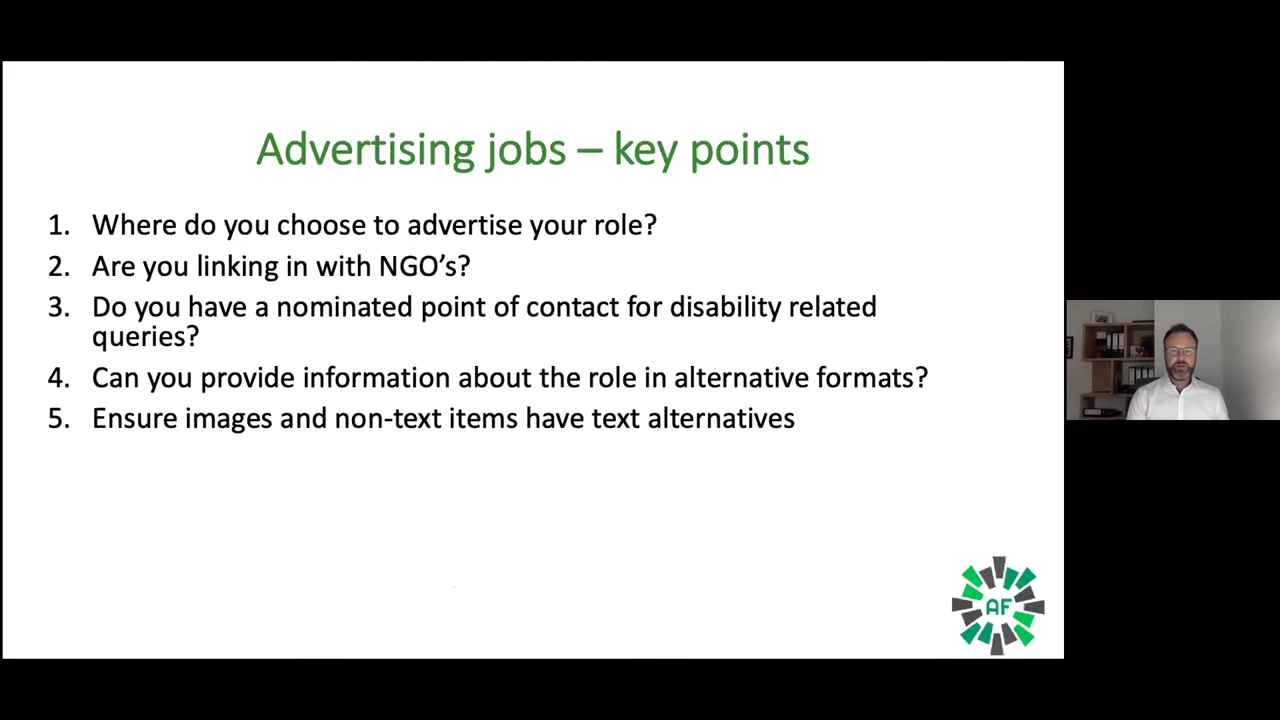 Advertising jobs – key points
1. Where do you choose to advertise your role?
2. Are you linking in with NGO’s?
3. Do you have a nominated point of contact for disability related
queries?
4. Can you provide information about the role in alternative formats?
5. Ensure images and non-text items have text alternatives
AF